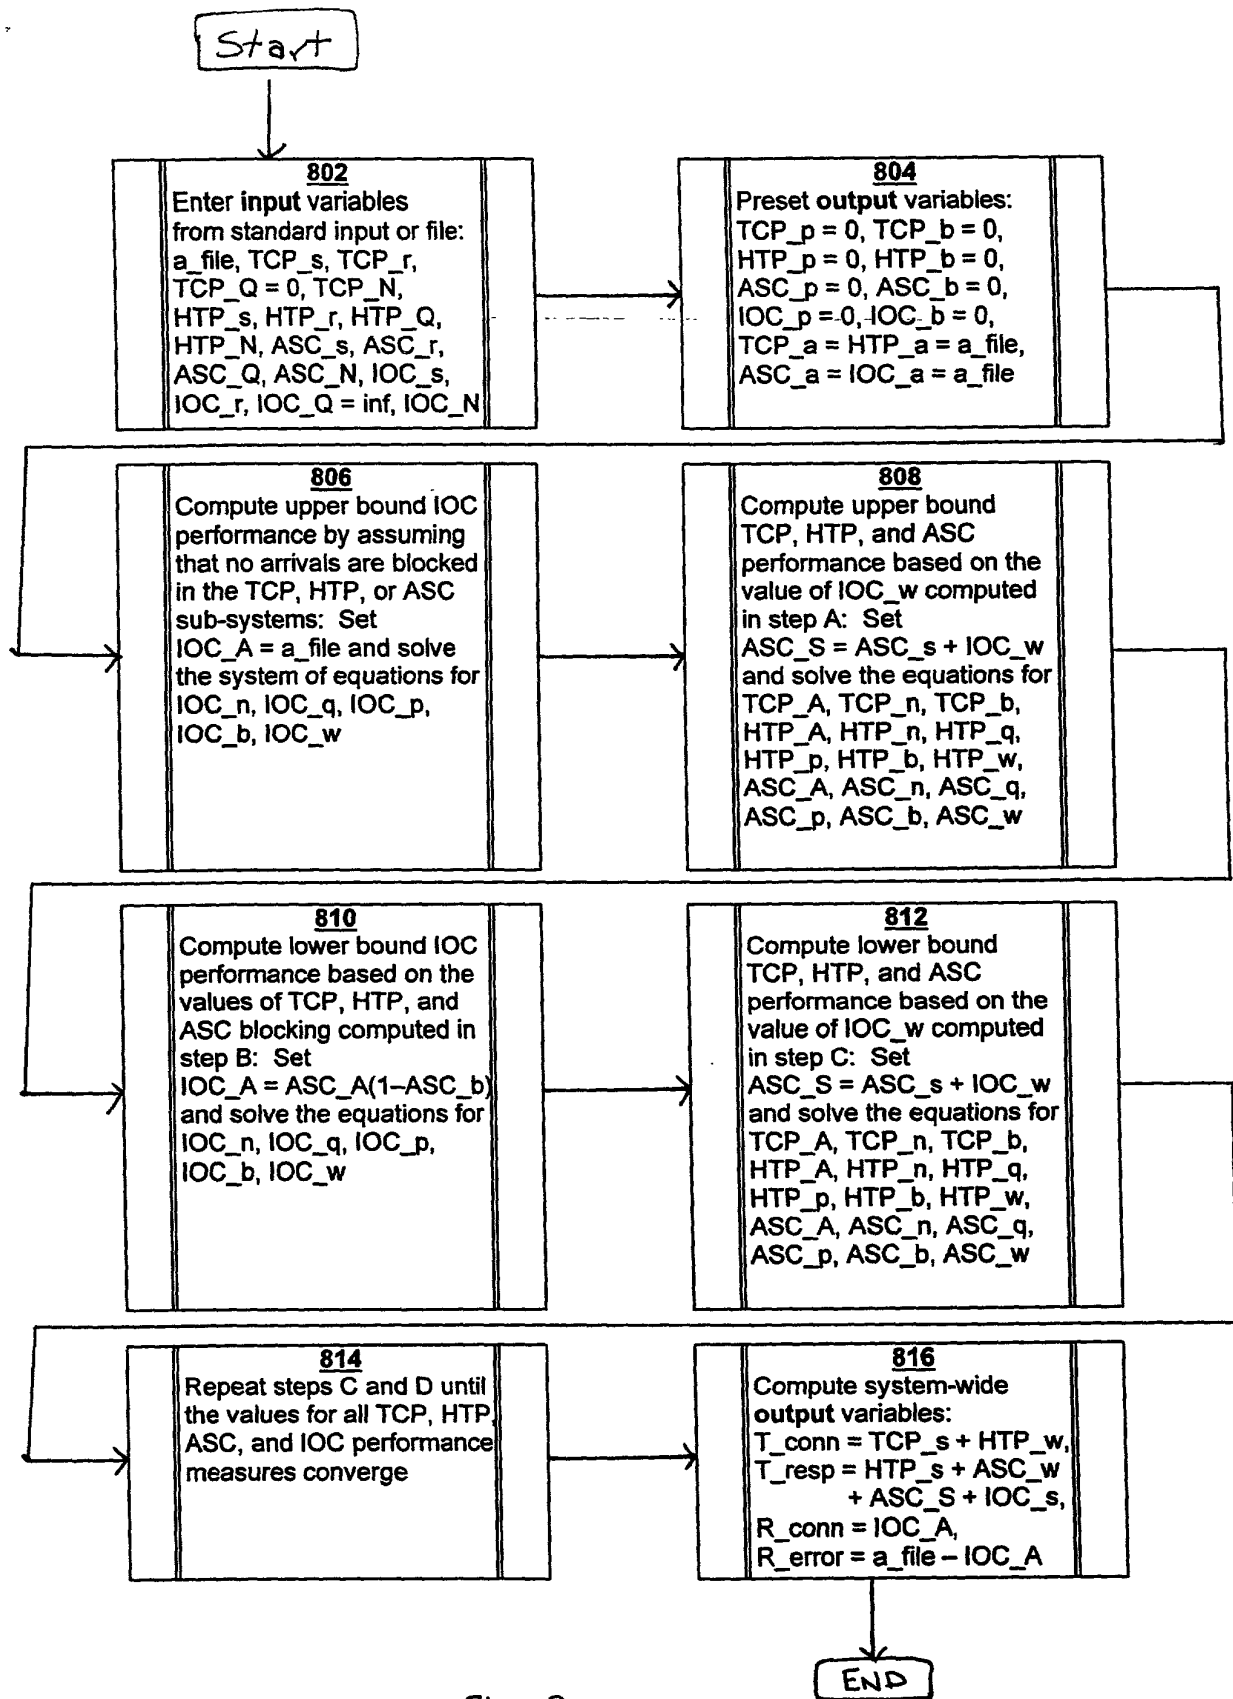 Start
802
Enter input variables
from standard input or file:
a_file, TCP_s, TCP_r,
TCP_Q = 0, TCP_N,
HTP_s, HTP_r, HTP_Q,
HTP_N, ASC_s, ASC_r,
ASC_Q, ASC_N, IOC_s,
IOC_r, IOC_Q = inf, IOC_N
804
Preset output variables:
TCP_p = 0, TCP_b = 0,
HTP_p = 0, HTP_b = 0,
ASC_p = 0, ASC_b = 0,
IOC_p = 0, IOC_b = 0,
TCP_a = HTP_a = a_file,
ASC_a = IOC_a = a_file
806
Compute upper bound IOC
performance by assuming
that no arrivals are blocked
in the TCP, HTP, or ASC
sub-systems: Set
IOC_A = a_file and solve
the system of equations for
IOC_n, IOC_q, IOC_p,
IOC_b, IOC_w
808
Compute upper bound
TCP, HTP, and ASC
performance based on the
value of IOC_w computed
in step A: Set
ASC_S = ASC_s + IOC_w
and solve the equations for
TCP_A, TCP_n, TCP_b,
HTP_A, HTP_n, HTP_q,
HTP_p, HTP_b, HTP_w,
ASC_A, ASC_n, ASC_q,
ASC_p, ASC_b, ASC_w
810
Compute lower bound IOC
performance based on the
values of TCP, HTP, and
ASC blocking computed in
step B: Set
IOC_A = ASC_A(1–ASC_b)
and solve the equations for
IOC_n, IOC_q, IOC_p,
IOC_b, IOC_w
812
Compute lower bound
TCP, HTP, and ASC
performance based on the
value of IOC_w computed
in step C: Set
ASC_S = ASC_s + IOC_w
and solve the equations for
TCP_A, TCP_n, TCP_b,
HTP_A, HTP_n, HTP_q,
HTP_p, HTP_b, HTP_w,
ASC_A, ASC_n, ASC_q,
ASC_p, ASC_b, ASC_w
814
Repeat steps C and D until
the values for all TCP, HTP,
ASC, and IOC performance
measures converge
816
Compute system-wide
output variables:
T_conn = TCP_s + HTP_w,
T_resp = HTP_s + ASC_w
+ ASC_S + IOC_s,
R_conn = IOC_A,
R_error = a_file – IOC_A
END